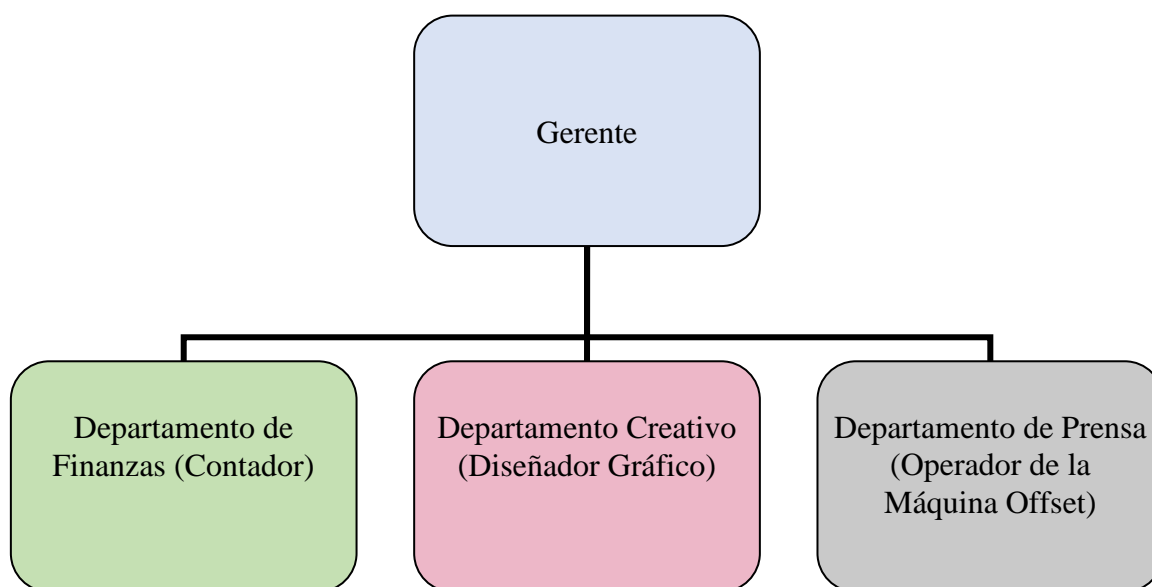 Gerente
Departamento de
Finanzas (Contador)
Departamento Creativo
(Diseñador Gráfico)
Departamento de Prensa
(Operador de la
Máquina Offset)